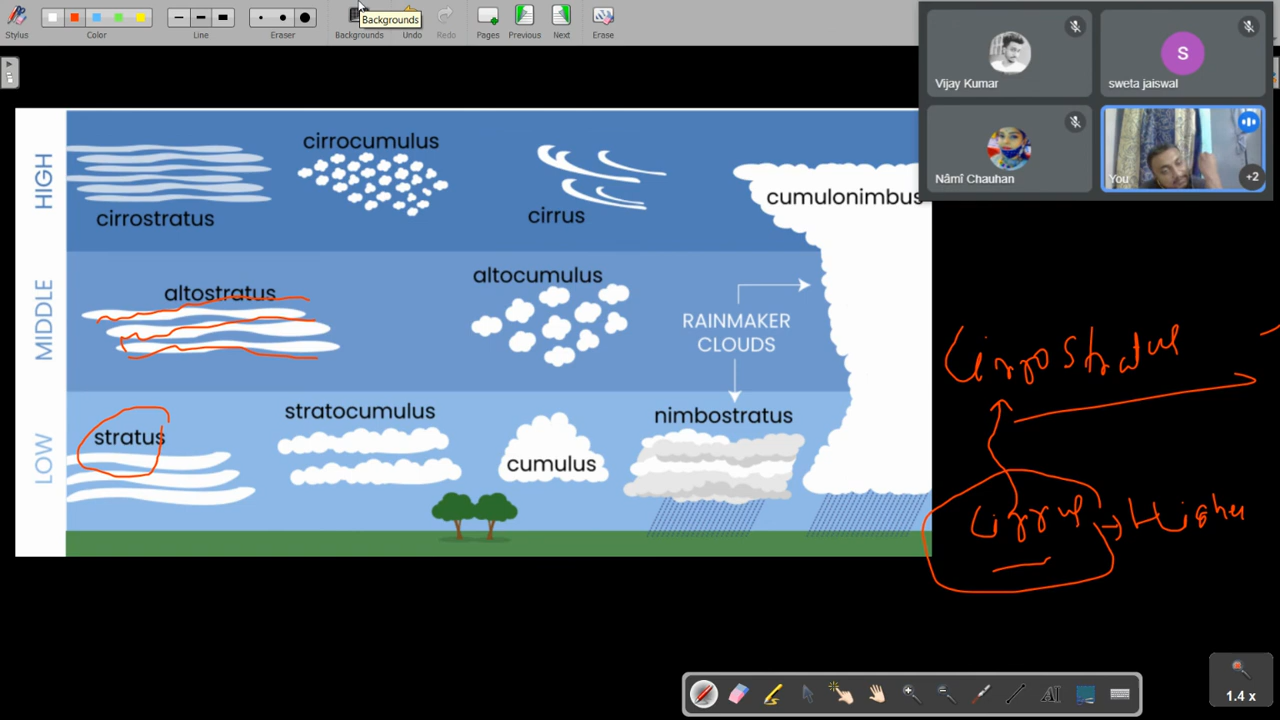 Backgrounds
Stylus
Color
Line
Eraser
Backgrounds
Undo
Redo
Pages
Previous
Next
Erase
Vijay Kumar
S
sweta jaiswal
Nâmî Chauhan
You
+2
HIGH
cirrostratus
cirrocumulus
cirrus
cumulonimbus
MIDDLE
altostratus
altocumulus
RAINMAKER
CLOUDS
LOW
stratus
stratocumulus
cumulus
nimbostratus
Cirrostratus
Cirrus → Higher
1.4 x